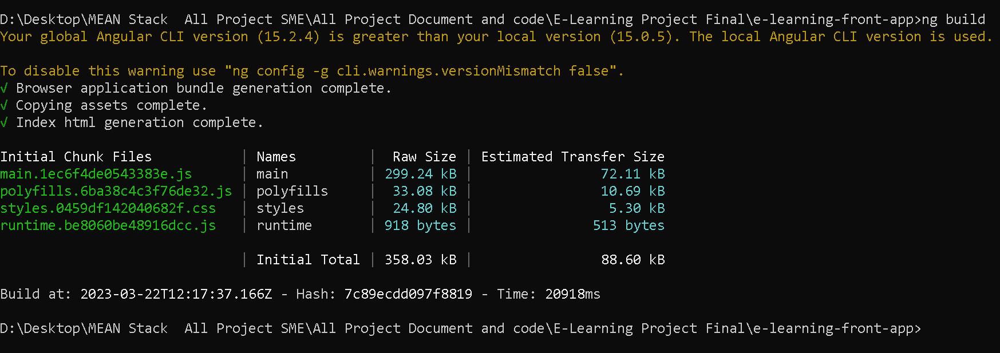 D:\Desktop\MEAN Stack  All Project SME\All Project Document and code\E-Learning Project Final\e-learning-front-app>ng build
Your global Angular CLI version (15.2.4) is greater than your local version (15.0.5). The local Angular CLI version is used.
To disable this warning use "ng config -g cli.warnings.versionMismatch false".
√ Browser application bundle generation complete.
√ Copying assets complete.
√ Index html generation complete.
Initial Chunk Files           | Names         |  Raw Size | Estimated Transfer Size
main.1ec6f4de0543383e.js      | main          | 299.24 kB |                72.11 kB
polyfills.6ba38c4c3f76de32.js | polyfills     |  33.08 kB |                10.69 kB
styles.0459df142040682f.css   | styles        |  24.80 kB |                 5.30 kB
runtime.be8060be48916dcc.js   | runtime       | 918 bytes |               513 bytes
                              | Initial Total | 358.03 kB |                88.60 kB
Build at: 2023-03-22T12:17:37.166Z - Hash: 7c89ecdd097f8819 - Time: 20918ms
D:\Desktop\MEAN Stack  All Project SME\All Project Document and code\E-Learning Project Final\e-learning-front-app>